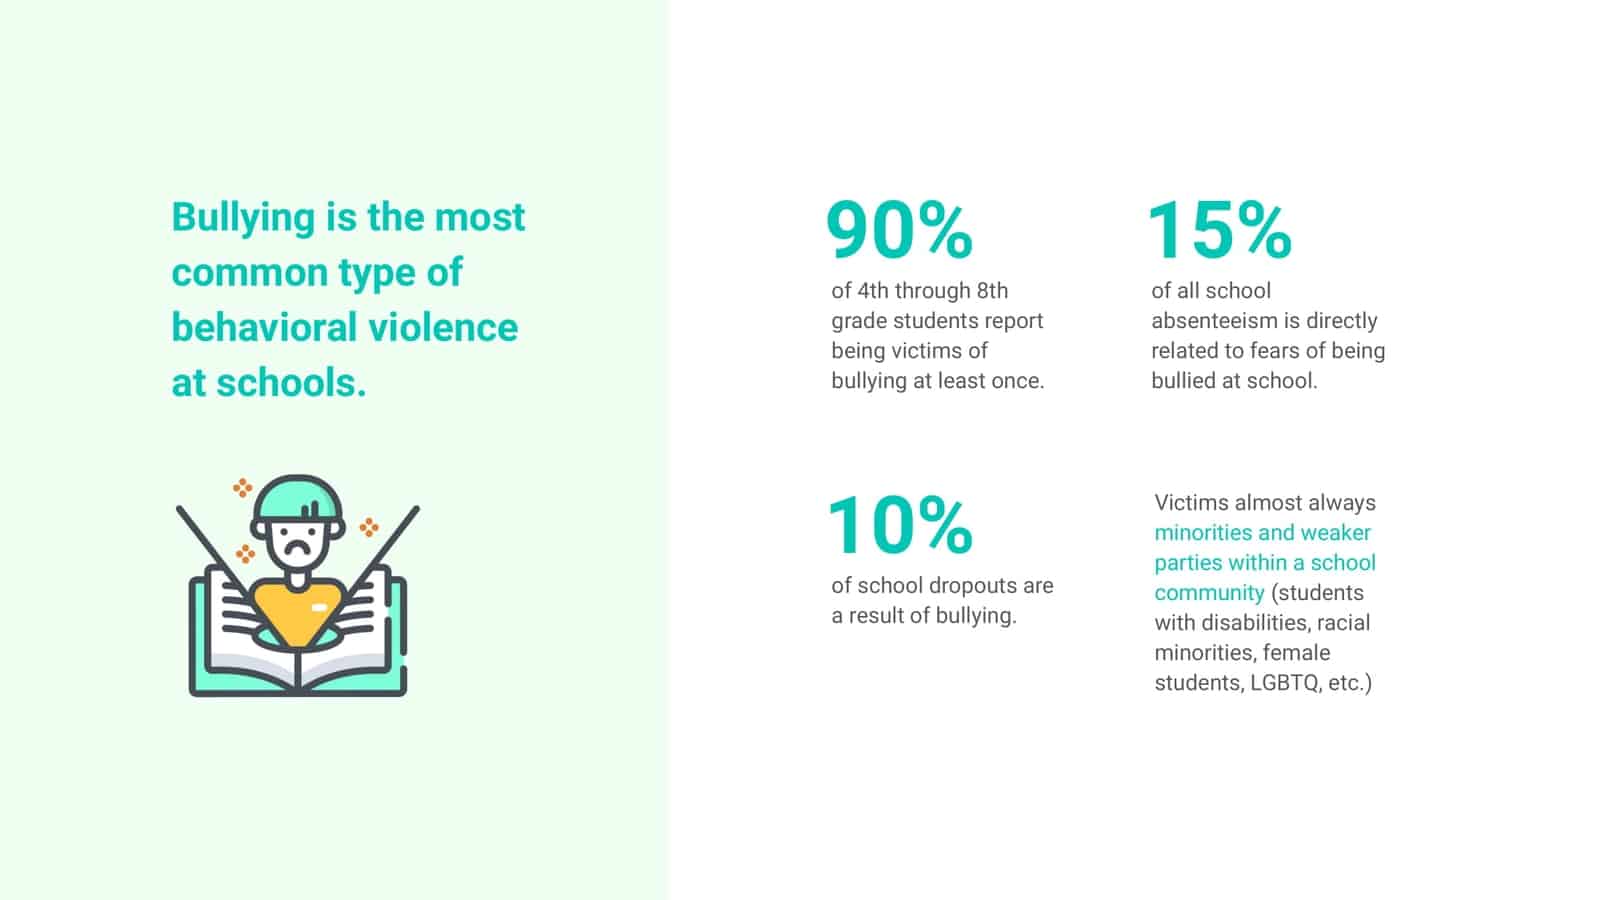 Bullying is the most
common type of
behavioral violence
at schools.
90%
of 4th through 8th
grade students report
being victims of
bullying at least once.
15%
of all school
absenteeism is directly
related to fears of being
bullied at school.
10%
of school dropouts are
a result of bullying.
Victims almost always
minorities and weaker
parties within a school
community (students
with disabilities, racial
minorities, female
students, LGBTQ, etc.)